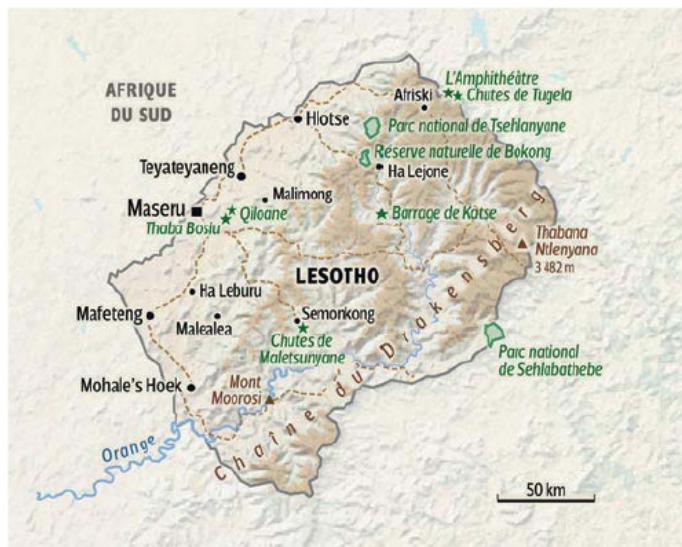 AFRIQUE
DU SUD
L'Amphithéâtre
Chutes de Tugela
Afriski
Hlotse
Parc national de Tsehlanyane
Réserve naturelle de Bokong
Ha Lejone
Teyateyaneng
Malimong
Maseru
Qiloane
Thaba Bosiu
Barrage de Katse
Thabana
Ntlenyana
3 482 m
LESOTHO
Ha Leburu
Mafeteng
Malealea
Semonkong
Chutes de
Maletsunyane
Parc national
de Sehlabathebe
Mont
Moorosi
Mohale's Hoek
Chaîne du Drakensberg
Orange
50 km